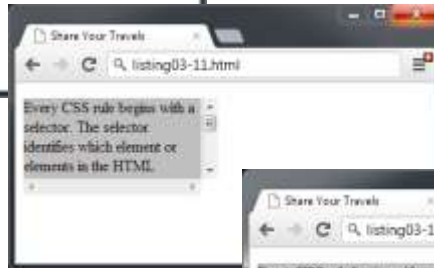 Share Your Travels
listing03-11.html
Every CSS rule begins with a
selector. The selector
identifies which element or
elements in the HTML
Share Your Travels
listing03-1